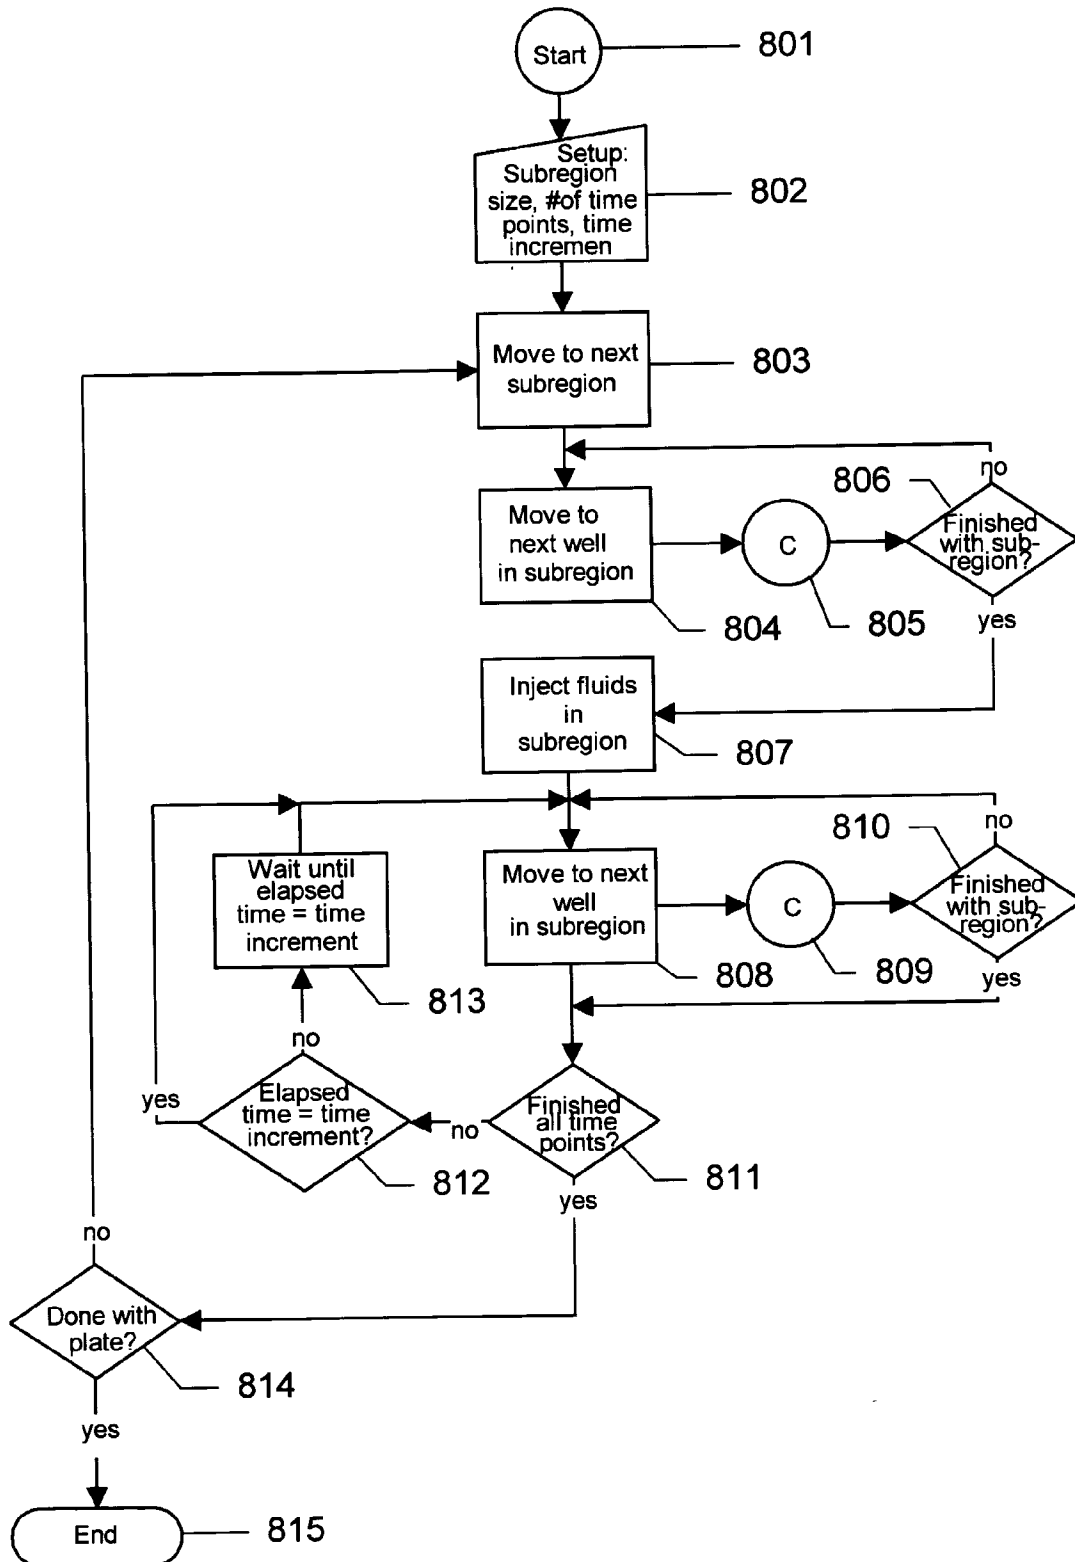 Start
801
Setup:
Subregion
size, #of time
points, time
incremen
802
Move to next
subregion
803
no
806
Move to
next well
in subregion
C
Finished
with sub-
region?
804
805
yes
Inject fluids
in
subregion
807
810
no
Wait until
elapsed
time = time
increment
Move to next
well
in subregion
C
Finished
with sub-
region?
813
808
809
yes
no
yes
Elapsed
time = time
increment?
no
Finished
all time
points?
812
811
yes
no
Done with
plate?
814
yes
End
815